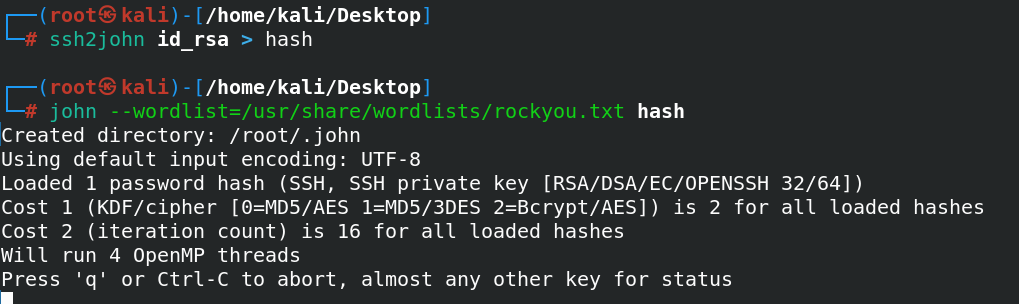 ┌──(root㉿kali)-[/home/kali/Desktop]
└─# ssh2john id_rsa > hash
┌──(root㉿kali)-[/home/kali/Desktop]
└─# john --wordlist=/usr/share/wordlists/rockyou.txt hash
Created directory: /root/.john
Using default input encoding: UTF-8
Loaded 1 password hash (SSH, SSH private key [RSA/DSA/EC/OPENSSH 32/64])
Cost 1 (KDF/cipher [0=MD5/AES 1=MD5/3DES 2=Bcrypt/AES]) is 2 for all loaded hashes
Cost 2 (iteration count) is 16 for all loaded hashes
Will run 4 OpenMP threads
Press 'q' or Ctrl-C to abort, almost any other key for status